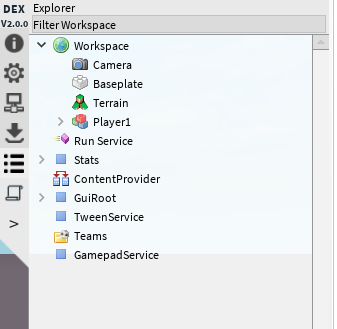 DEX
V2.0.0
Explorer
Filter Workspace
Workspace
Camera
Baseplate
Terrain
Player1
Run Service
Stats
ContentProvider
GuiRoot
TweenService
Teams
GamepadService
>